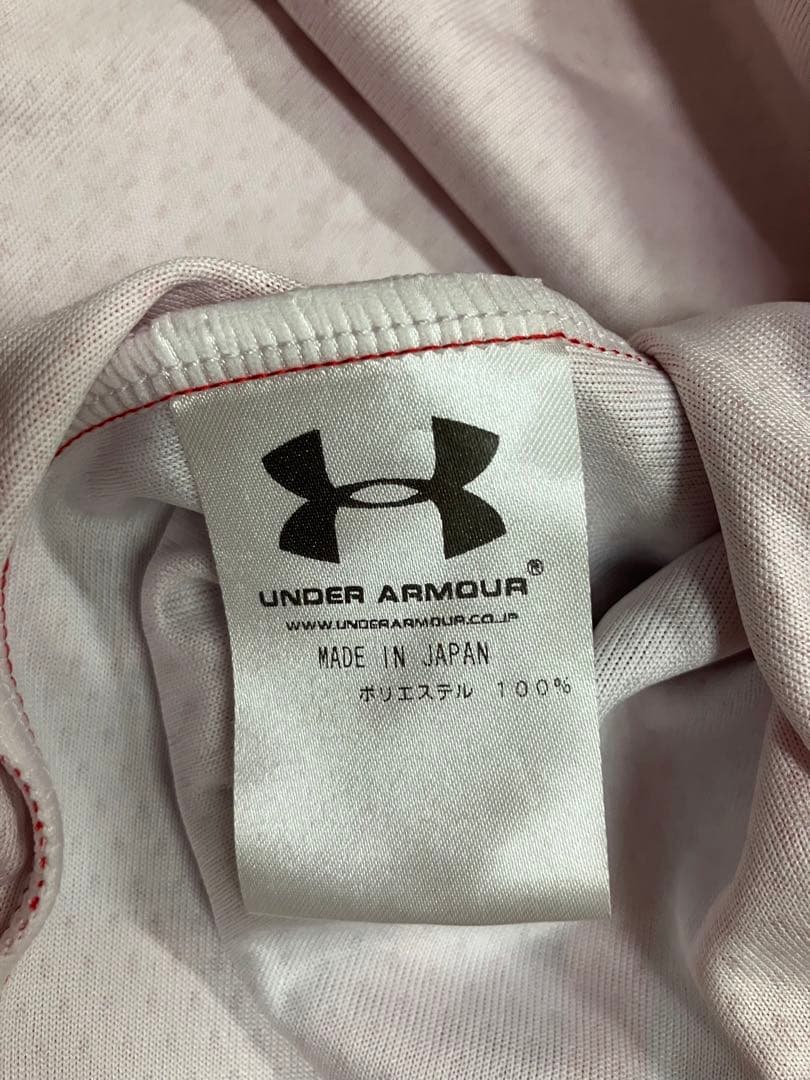 UNDER ARMOUR®
WWW.UNDERARMOUR.CO.JP
MADE IN JAPAN
ポリエステル 100%